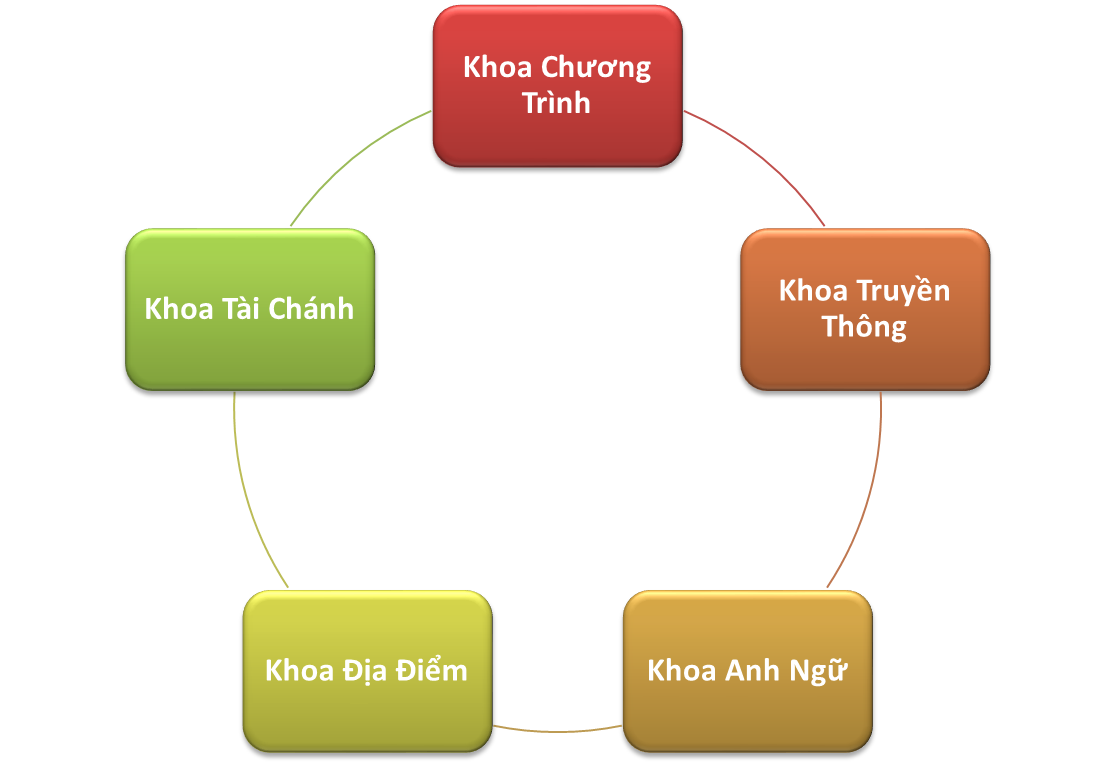 Khoa Chương
Trình
Khoa Truyền
Thông
Khoa Anh Ngữ
Khoa Địa Điểm
Khoa Tài Chánh